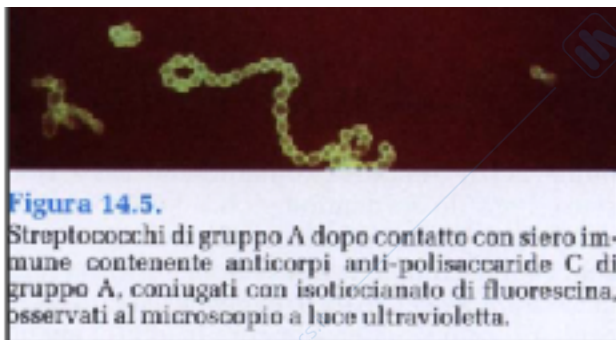 Figura 14.5.
Streptococchi di gruppo A dopo contatto con siero im-
mune contenente anticorpi anti-polisaccaride C di
gruppo A, coniugati con isotiocianato di fluorescina,
osservati al microscopio a luce ultravioletta.